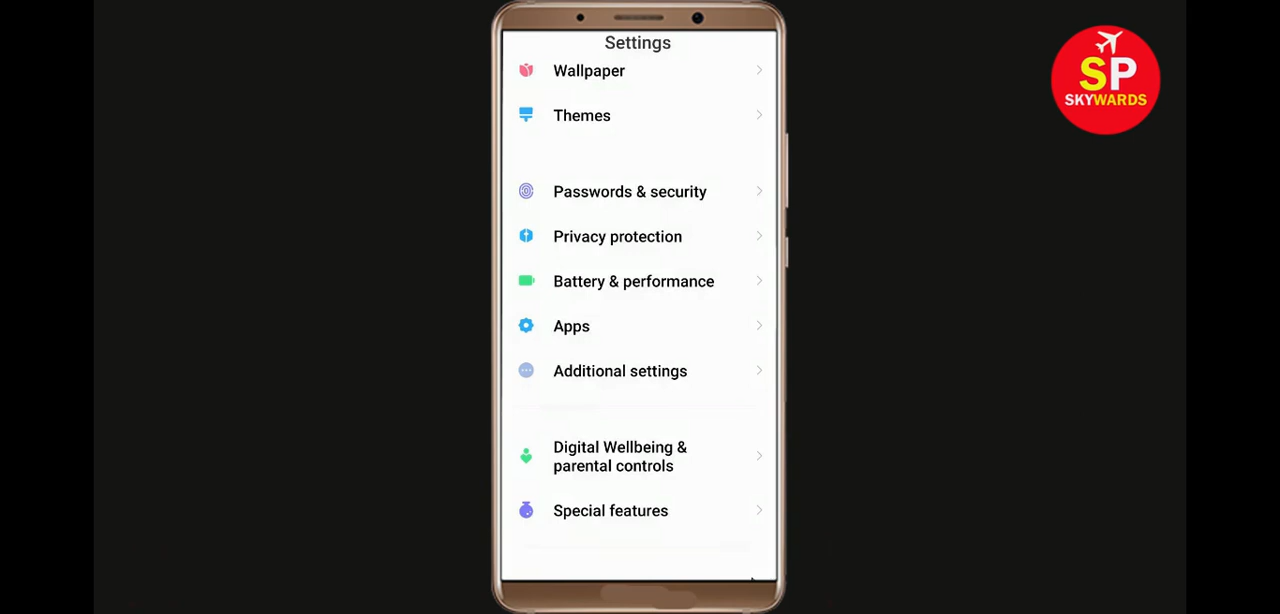 Settings
Wallpaper
Themes
Passwords & security
Privacy protection
Battery & performance
Apps
Additional settings
Digital Wellbeing &
parental controls
Special features
SP
SKYWARDS